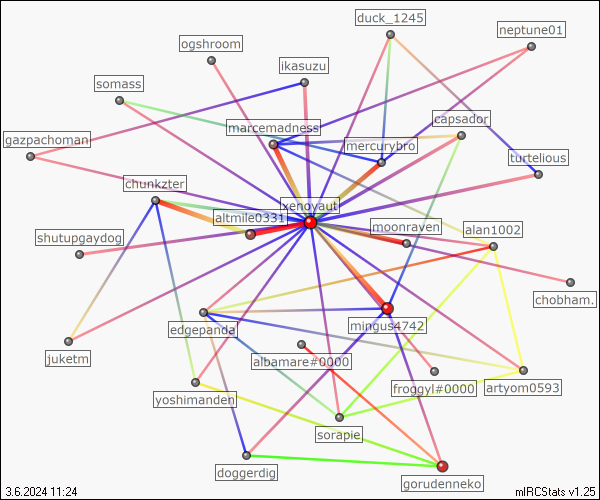 duck_1245
neptune01
ogshroom
ikasuzu
somass
marcemadness
capsador
gazpachoman
mercurybro
turtelious
chunkzter
xenoyaut
altmile0331
moonraven
alan1002
shutupgaydog
chobham.
edgepanda
mingus4742
juketm
albamare#0000
froggyl#0000
artyom0593
yoshimanden
sorapie
doggerdig
gorudenneko
3.6.2024 11:24
mIRCStats v1.25